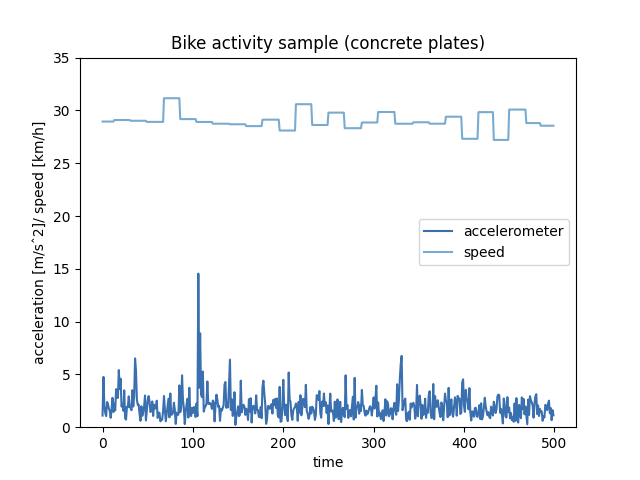 Bike activity sample (concrete plates)
35
30
25
20
15
10
5
0
acceleration [m/s^2]/ speed [km/h]
accelerometer
speed
0 100 200 300 400 500
time